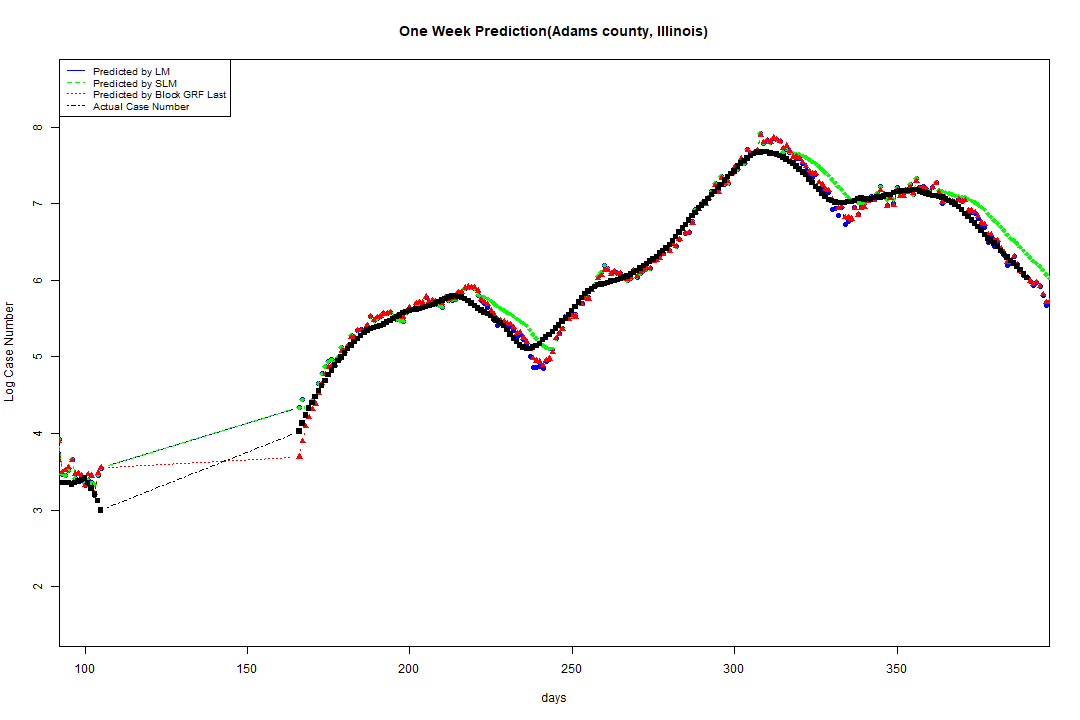 One Week Prediction(Adams county, Illinois)
Predicted by LM
Predicted by SLM
Predicted by Block GRF Last
Actual Case Number
8
7
6
5
4
3
2
Log Case Number
100 150 200 250 300 350
days